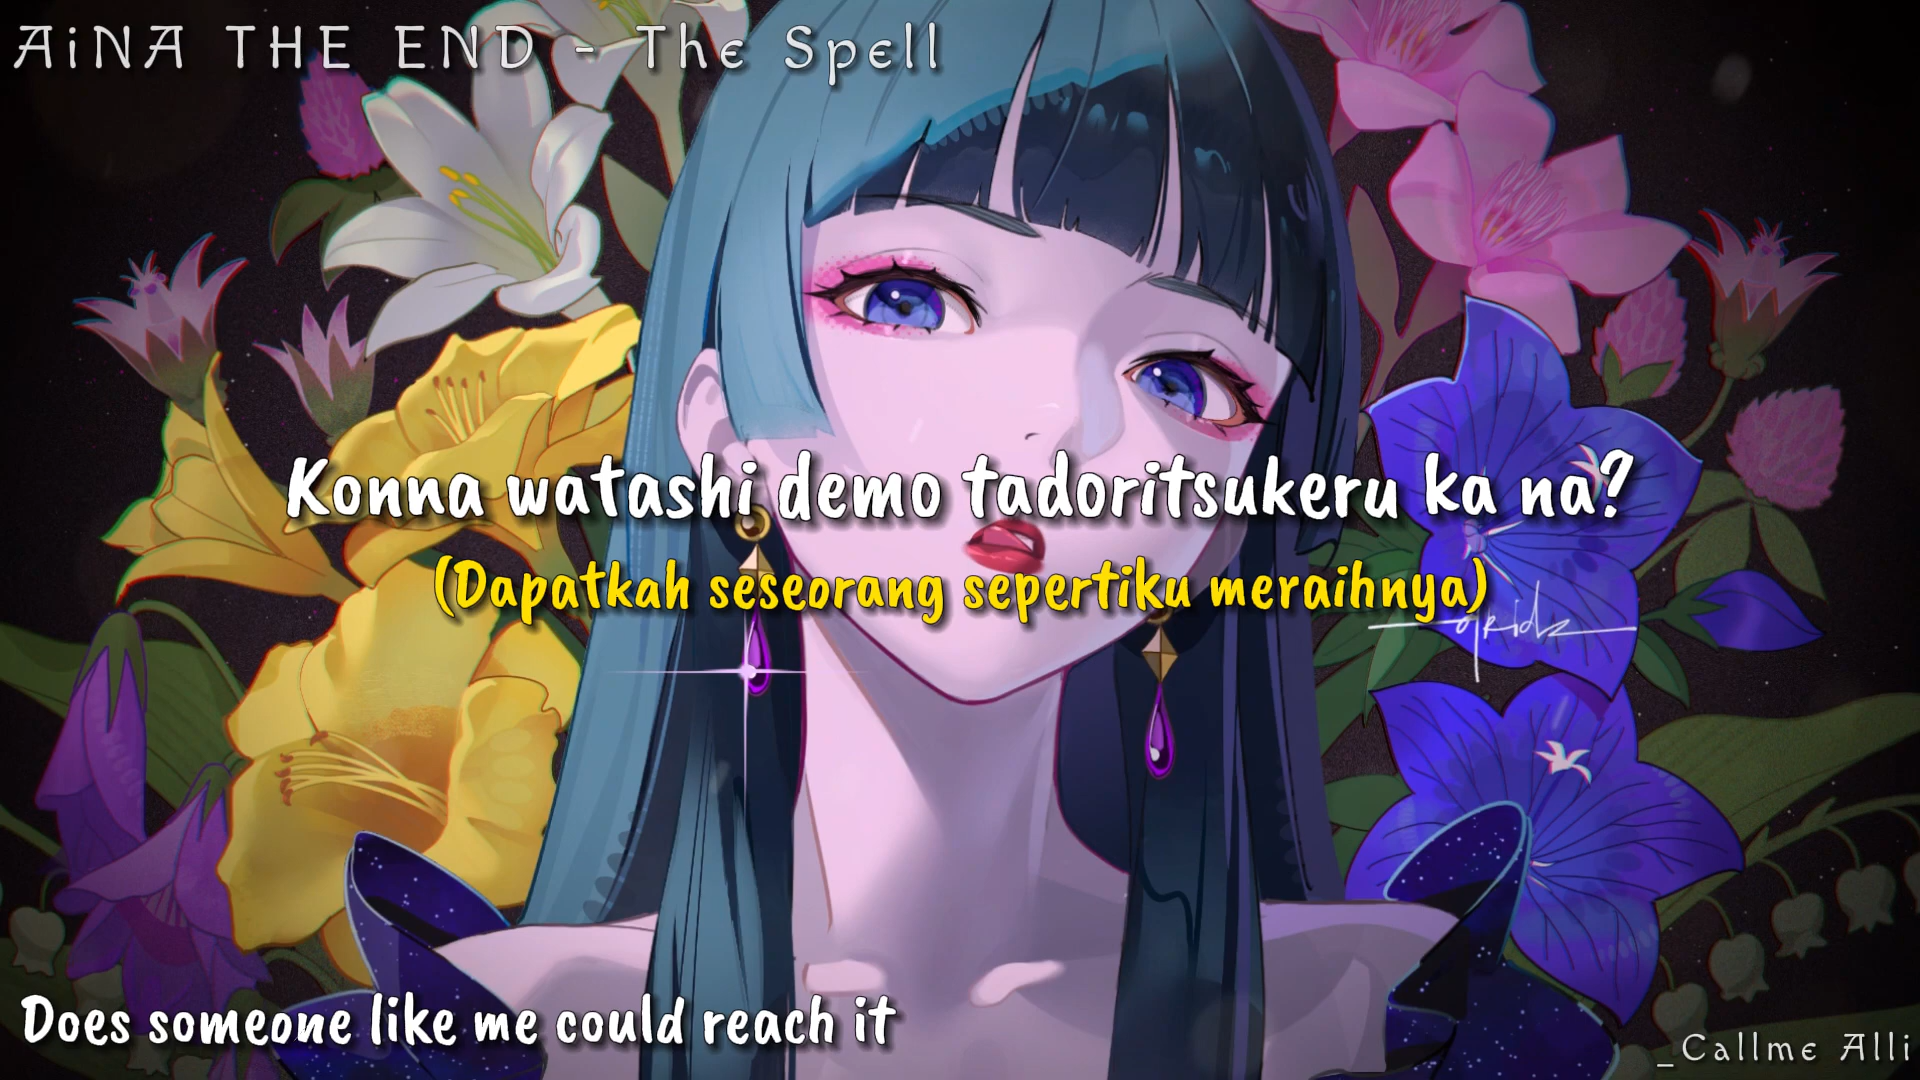 AiNA THE END - The Spell
Konna watashi demo tadoritsukeru ka na?
(Dapatkah seseorang sepertiku meraihnya)
Does someone like me could reach it
_Callme Alli